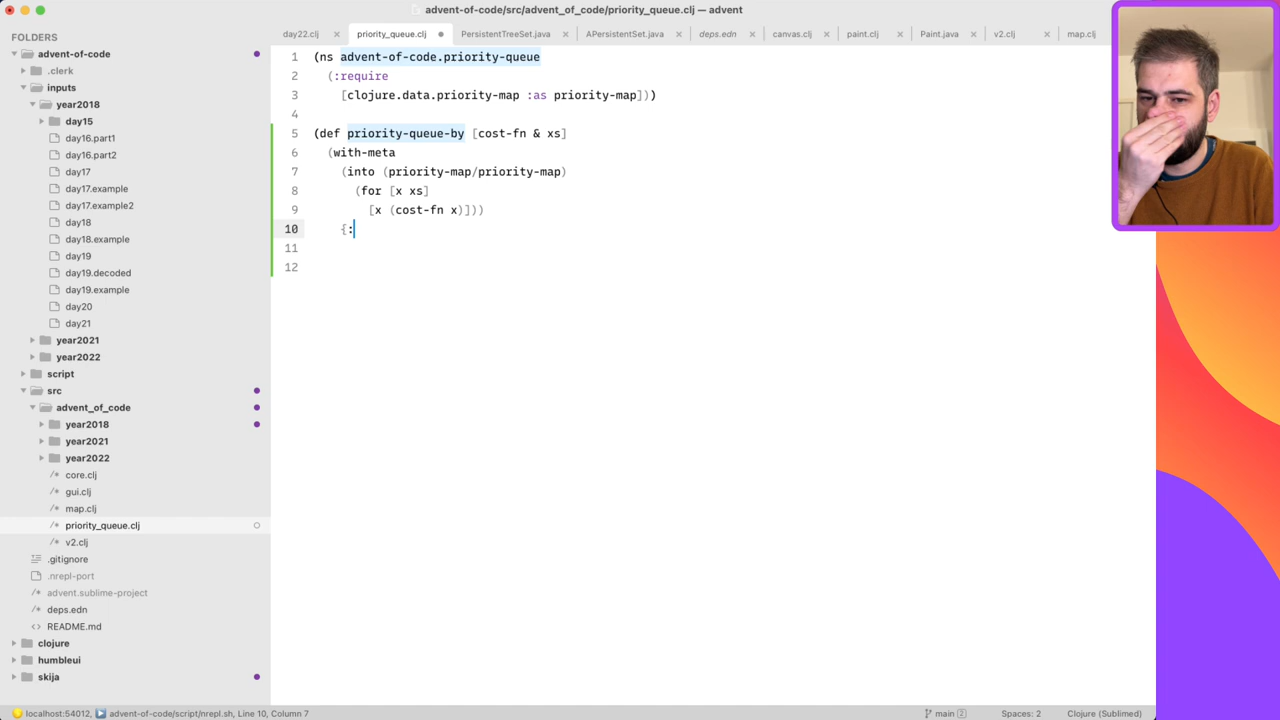 advent-of-code/src/advent_of_code/priority_queue.clj — advent
FOLDERS
advent-of-code
.clerk
inputs
year2018
day15
day16.part1
day16.part2
day17
day17.example
day17.example2
day18
day18.example
day19
day19.decoded
day19.example
day20
day21
year2021
year2022
script
src
advent_of_code
year2018
year2021
year2022
core.clj
gui.clj
map.clj
priority_queue.clj
v2.clj
.gitignore
.nrepl-port
advent.sublime-project
deps.edn
README.md
clojure
humbleui
skija
day22.clj priority_queue.clj PersistentTreeSet.java APersistentSet.java deps.edn canvas.clj paint.clj Paint.java v2.clj map.clj
1 (ns advent-of-code.priority-queue
2 (:require
3 [clojure.data.priority-map :as priority-map]))
4
5 (def priority-queue-by [cost-fn & xs]
6 (with-meta
7 (into (priority-map/priority-map)
8 (for [x xs]
9 [x (cost-fn x)]))
10 {:
11
12
localhost:54012, advent-of-code/script/nrepl.sh, Line 10, Column 7 main 2 Spaces: 2 Clojure (Sublimed)